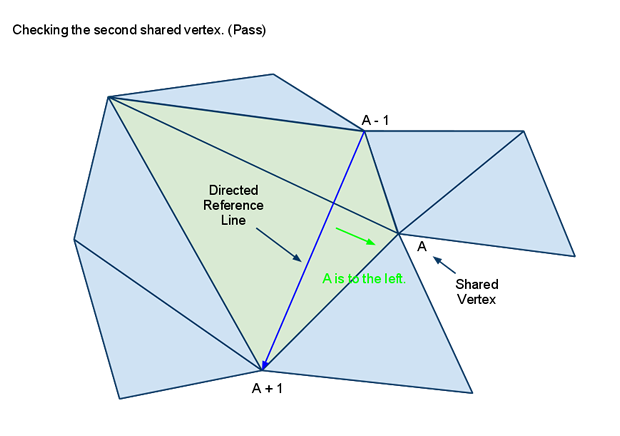 Checking the second shared vertex. (Pass)
A - 1
Directed
Reference
Line
A
A is to the left.
Shared
Vertex
A + 1